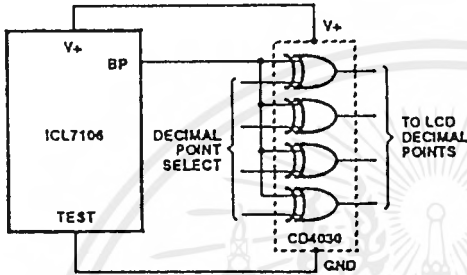 V+
V+
BP
ICL7106
DECIMAL
POINT
SELECT
TO LCD
DECIMAL
POINTS
TEST
CD4030
GND